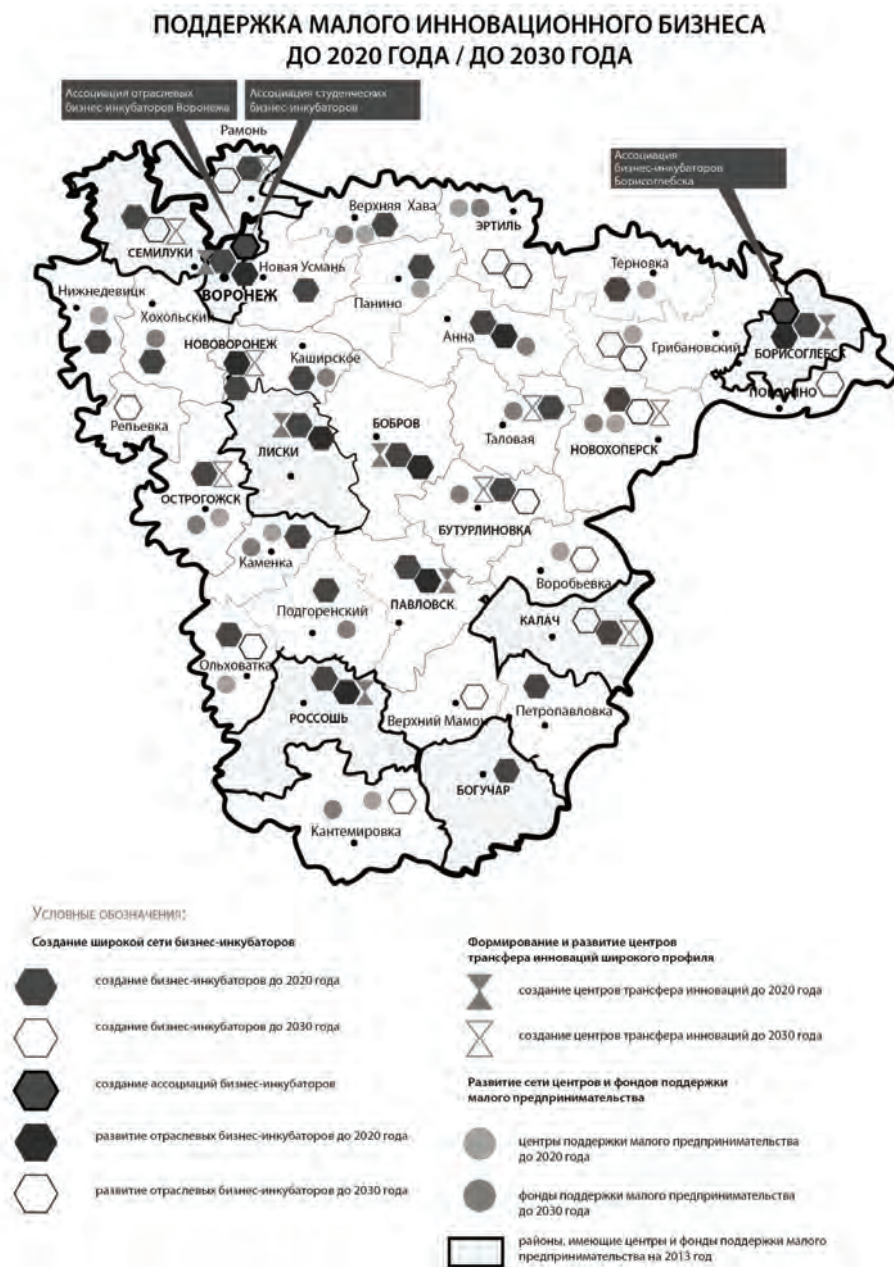 ПОДДЕРЖКА МАЛОГО ИННОВАЦИОННОГО БИЗНЕСА
ДО 2020 ГОДА / ДО 2030 ГОДА
Ассоциация отраслевых
бизнес-инкубаторов Воронежа
Ассоциация студенческих
бизнес-инкубаторов
Рамонь
Ассоциация
бизнес-инкубаторов
Борисоглебска
Верхняя Хава
ЭРТИЛЬ
СЕМИЛУКИ
Терновка
Новая Усмань
Нижнедевицк
ВОРОНЕЖ
Панино
Хохольский
НОВОВОРОНЕЖ
Каширское
Анна
Грибановский
БОРИСОГЛЕБСК
ПОВОРИНО
Репьевка
БОБРОВ
Таловая
НОВОХОПЕРСК
ЛИСКИ
ОСТРОГОЖСК
БУТУРЛИНОВКА
Каменка
Воробьевка
Подгоренский
ПАВЛОВСК
КАЛАЧ
Ольховатка
РОССОШЬ
Верхний Мамон
Петропавловка
БОГУЧАР
Кантемировка
Условные обозначения:
Создание широкой сети бизнес-инкубаторов
создание бизнес-инкубаторов до 2020 года
создание бизнес-инкубаторов до 2030 года
создание ассоциаций бизнес-инкубаторов
развитие отраслевых бизнес-инкубаторов до 2020 года
развитие отраслевых бизнес-инкубаторов до 2030 года
Формирование и развитие центров
трансфера инноваций широкого профиля
создание центров трансфера инноваций до 2020 года
создание центров трансфера инноваций до 2030 года
Развитие сети центров и фондов поддержки
малого предпринимательства
центры поддержки малого предпринимательства
до 2020 года
фонды поддержки малого предпринимательства
до 2030 года
районы, имеющие центры и фонды поддержки малого
предпринимательства на 2013 год